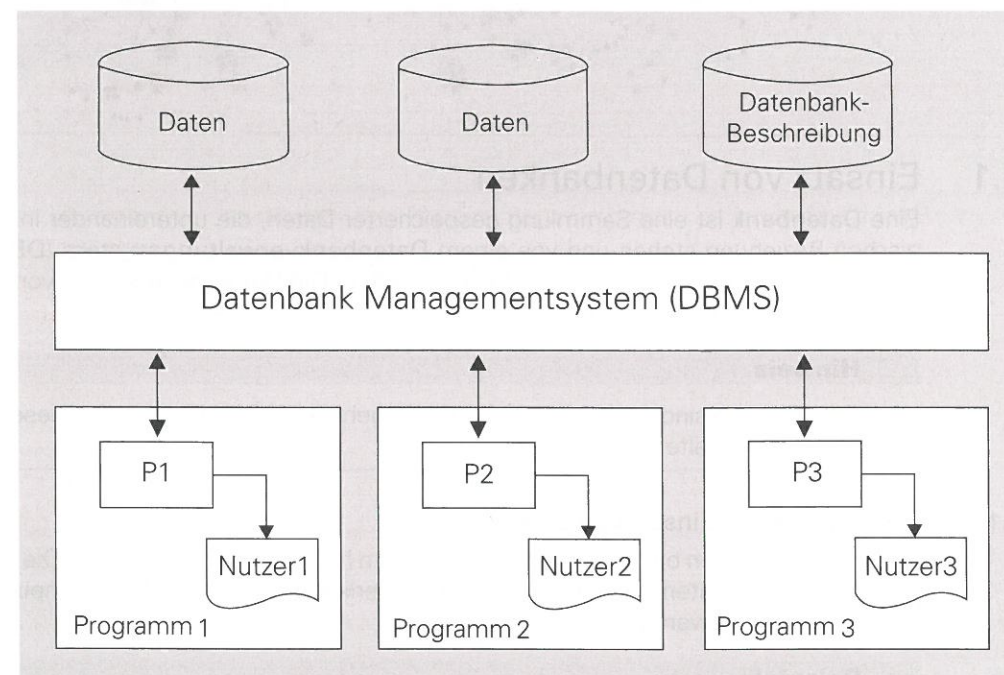 Daten
Daten
Datenbank-
Beschreibung
Datenbank Managementsystem (DBMS)
P1
P2
P3
Nutzer1
Nutzer2
Nutzer3
Programm 1
Programm 2
Programm 3